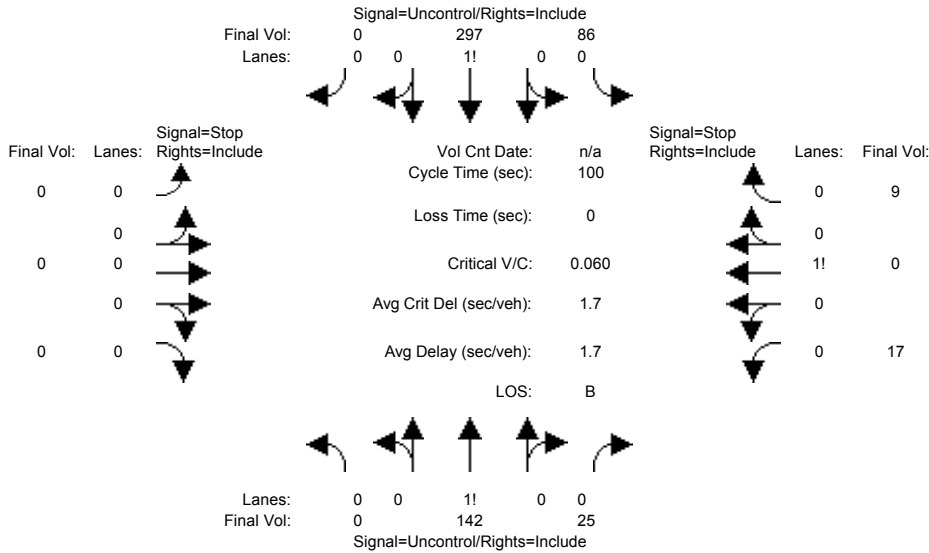 Signal=Uncontrol/Rights=Include
Final Vol: 0 297 86
Lanes: 0 0 1! 0 0
Signal=Stop Signal=Stop
Final Vol: Lanes: Rights=Include Vol Cnt Date: n/a Rights=Include Lanes: Final Vol:
Cycle Time (sec): 100
0 0 0 9
Loss Time (sec): 0
0 0
0 0 Critical V/C: 0.060 1! 0
0 Avg Crit Del (sec/veh): 1.7 0
0 0 Avg Delay (sec/veh): 1.7 0 17
LOS: B
Lanes: 0 0 1! 0 0
Final Vol: 0 142 25
Signal=Uncontrol/Rights=Include